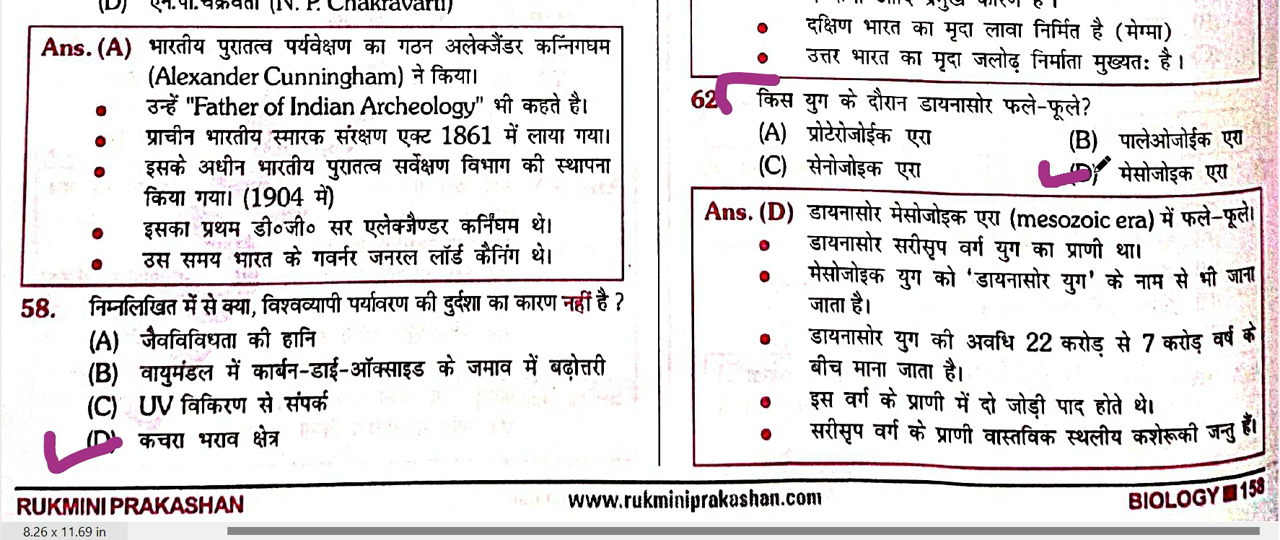 (D) एन.पी.चक्रवर्ती (N. P. Chakravarti)
Ans. (A) भारतीय पुरातत्व पर्यवेक्षण का गठन अलेक्जैंडर कन्निगघम
(Alexander Cunningham) ने किया।
● उन्हें "Father of Indian Archeology" भी कहते है।
● प्राचीन भारतीय स्मारक संरक्षण एक्ट 1861 में लाया गया।
● इसके अधीन भारतीय पुरातत्व सर्वेक्षण विभाग की स्थापना
किया गया। (1904 में)
● इसका प्रथम डी०जी० सर एलेक्जैण्डर कर्निंघम थे।
● उस समय भारत के गवर्नर जनरल लॉर्ड कैनिंग थे।
58. निम्नलिखित में से क्या, विश्वव्यापी पर्यावरण की दुर्दशा का कारण नहीं है ?
(A) जैवविविधता की हानि
(B) वायुमंडल में कार्बन-डाई-ऑक्साइड के जमाव में बढ़ोत्तरी
(C) UV विकिरण से संपर्क
(D) कचरा भराव क्षेत्र
● दक्षिण भारत का मृदा लावा निर्मित है (मेग्मा)
● उत्तर भारत का मृदा जलोढ़ निर्माता मुख्यतः है।
62 किस युग के दौरान डायनासोर फले-फूले?
(A) प्रोटेरोजोईक एरा (B) पालेओजोईक एरा
(C) सेनोजोइक एरा (D) मेसोजोइक एरा
Ans. (D) डायनासोर मेसोजोइक एरा (mesozoic era) में फले-फूले।
● डायनासोर सरीसृप वर्ग युग का प्राणी था।
● मेसोजोइक युग को 'डायनासोर युग' के नाम से भी जाना
जाता है।
● डायनासोर युग की अवधि 22 करोड़ से 7 करोड़ वर्ष के
बीच माना जाता है।
● इस वर्ग के प्राणी में दो जोड़ी पाद होते थे।
● सरीसृप वर्ग के प्राणी वास्तविक स्थलीय कशेरूकी जन्तु हैं।
RUKMINI PRAKASHAN www.rukminiprakashan.com BIOLOGY 158
8.26 x 11.69 in